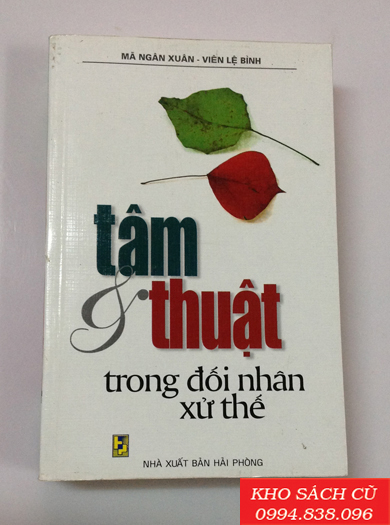 MÃ NGÂN XUÂN - VIÊN LỆ BÌNH
tâm
& thuật
trong đối nhân
xử thế
NHÀ XUẤT BẢN HẢI PHÒNG
KHO SÁCH CŨ
0994.838.096